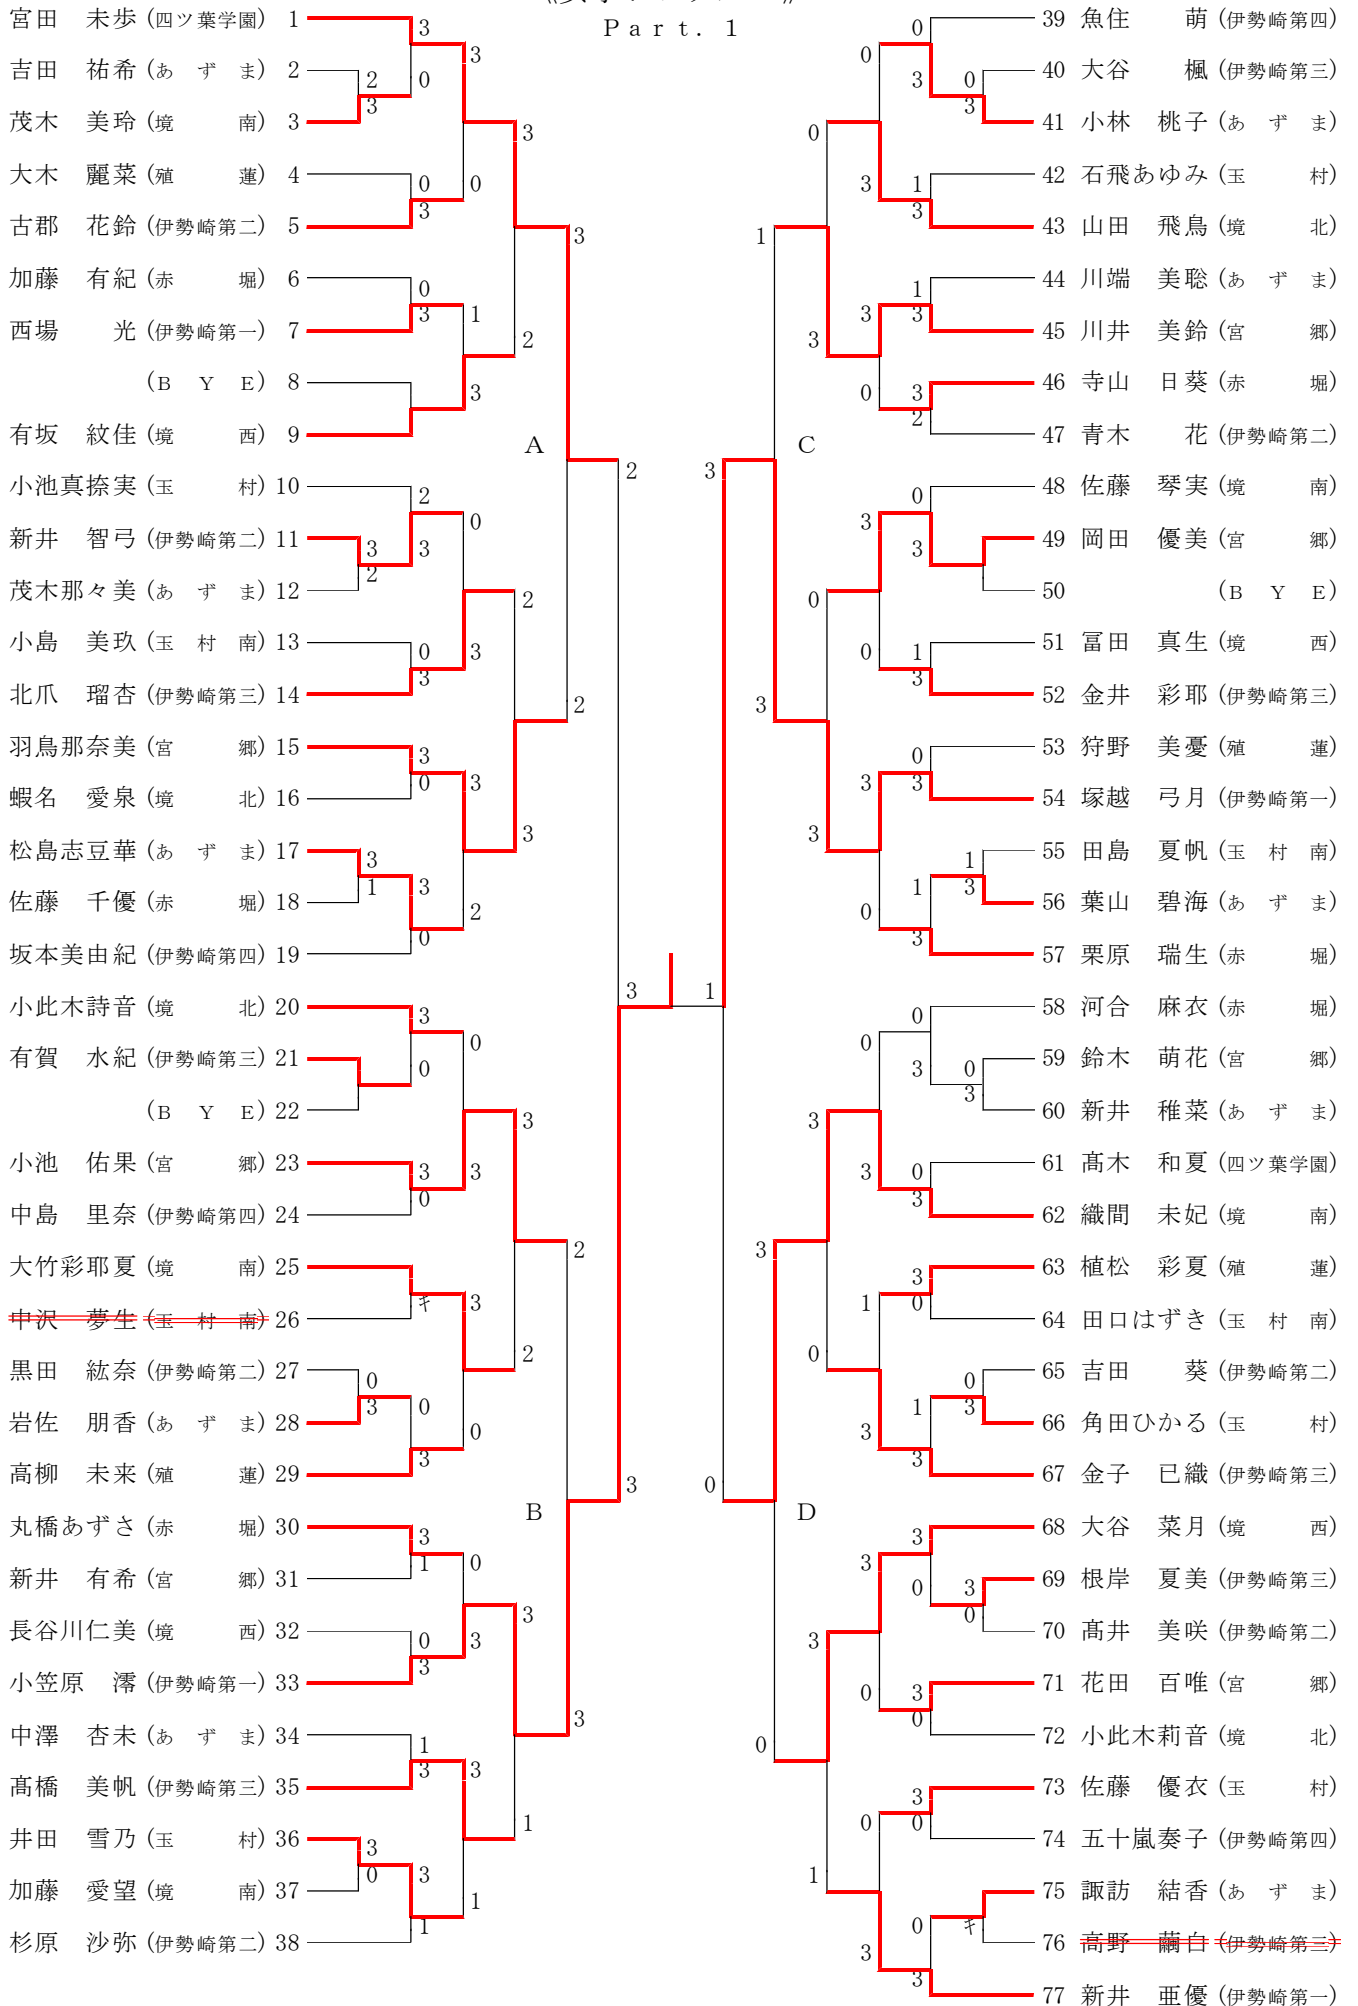 Part. 1
宮田　未歩 (四ツ葉学園) 1
吉田　祐希 (あ ず ま) 2
茂木　美玲 (境 南) 3
大木　麗菜 (殖 蓮) 4
古郡　花鈴 (伊勢崎第二) 5
加藤　有紀 (赤 堀) 6
西場　光 (伊勢崎第一) 7
(B Y E) 8
有坂　紋佳 (境 西) 9
小池真捺実 (玉 村) 10
新井　智弓 (伊勢崎第二) 11
茂木那々美 (あ ず ま) 12
小島　美玖 (玉 村 南) 13
北爪　瑠杏 (伊勢崎第三) 14
羽鳥那奈美 (宮 郷) 15
蝦名　愛泉 (境 北) 16
松島志豆華 (あ ず ま) 17
佐藤　千優 (赤 堀) 18
坂本美由紀 (伊勢崎第四) 19
小此木詩音 (境 北) 20
有賀　水紀 (伊勢崎第三) 21
(B Y E) 22
小池　佑果 (宮 郷) 23
中島　里奈 (伊勢崎第四) 24
大竹彩耶夏 (境 南) 25
中沢　夢生 (玉 村 南) 26
黒田　紘奈 (伊勢崎第二) 27
岩佐　朋香 (あ ず ま) 28
高柳　未来 (殖 蓮) 29
丸橋あずさ (赤 堀) 30
新井　有希 (宮 郷) 31
長谷川仁美 (境 西) 32
小笠原　澪 (伊勢崎第一) 33
中澤　杏未 (あ ず ま) 34
髙橋　美帆 (伊勢崎第三) 35
井田　雪乃 (玉 村) 36
加藤　愛望 (境 南) 37
杉原　沙弥 (伊勢崎第二) 38
A
B
C
D
39 魚住　萌 (伊勢崎第四)
40 大谷　楓 (伊勢崎第三)
41 小林　桃子 (あ ず ま)
42 石飛あゆみ (玉 村)
43 山田　飛鳥 (境 北)
44 川端　美聡 (あ ず ま)
45 川井　美鈴 (宮 郷)
46 寺山　日葵 (赤 堀)
47 青木　花 (伊勢崎第二)
48 佐藤　琴実 (境 南)
49 岡田　優美 (宮 郷)
50 (B Y E)
51 冨田　真生 (境 西)
52 金井　彩耶 (伊勢崎第三)
53 狩野　美憂 (殖 蓮)
54 塚越　弓月 (伊勢崎第一)
55 田島　夏帆 (玉 村 南)
56 葉山　碧海 (あ ず ま)
57 栗原　瑞生 (赤 堀)
58 河合　麻衣 (赤 堀)
59 鈴木　萌花 (宮 郷)
60 新井　稚菜 (あ ず ま)
61 髙木　和夏 (四ツ葉学園)
62 織間　未妃 (境 南)
63 植松　彩夏 (殖 蓮)
64 田口はずき (玉 村 南)
65 吉田　葵 (伊勢崎第二)
66 角田ひかる (玉 村)
67 金子　已織 (伊勢崎第三)
68 大谷　菜月 (境 西)
69 根岸　夏美 (伊勢崎第三)
70 髙井　美咲 (伊勢崎第二)
71 花田　百唯 (宮 郷)
72 小此木莉音 (境 北)
73 佐藤　優衣 (玉 村)
74 五十嵐奏子 (伊勢崎第四)
75 諏訪　結香 (あ ず ま)
76 高野　繭白 (伊勢崎第三)
77 新井　亜優 (伊勢崎第一)